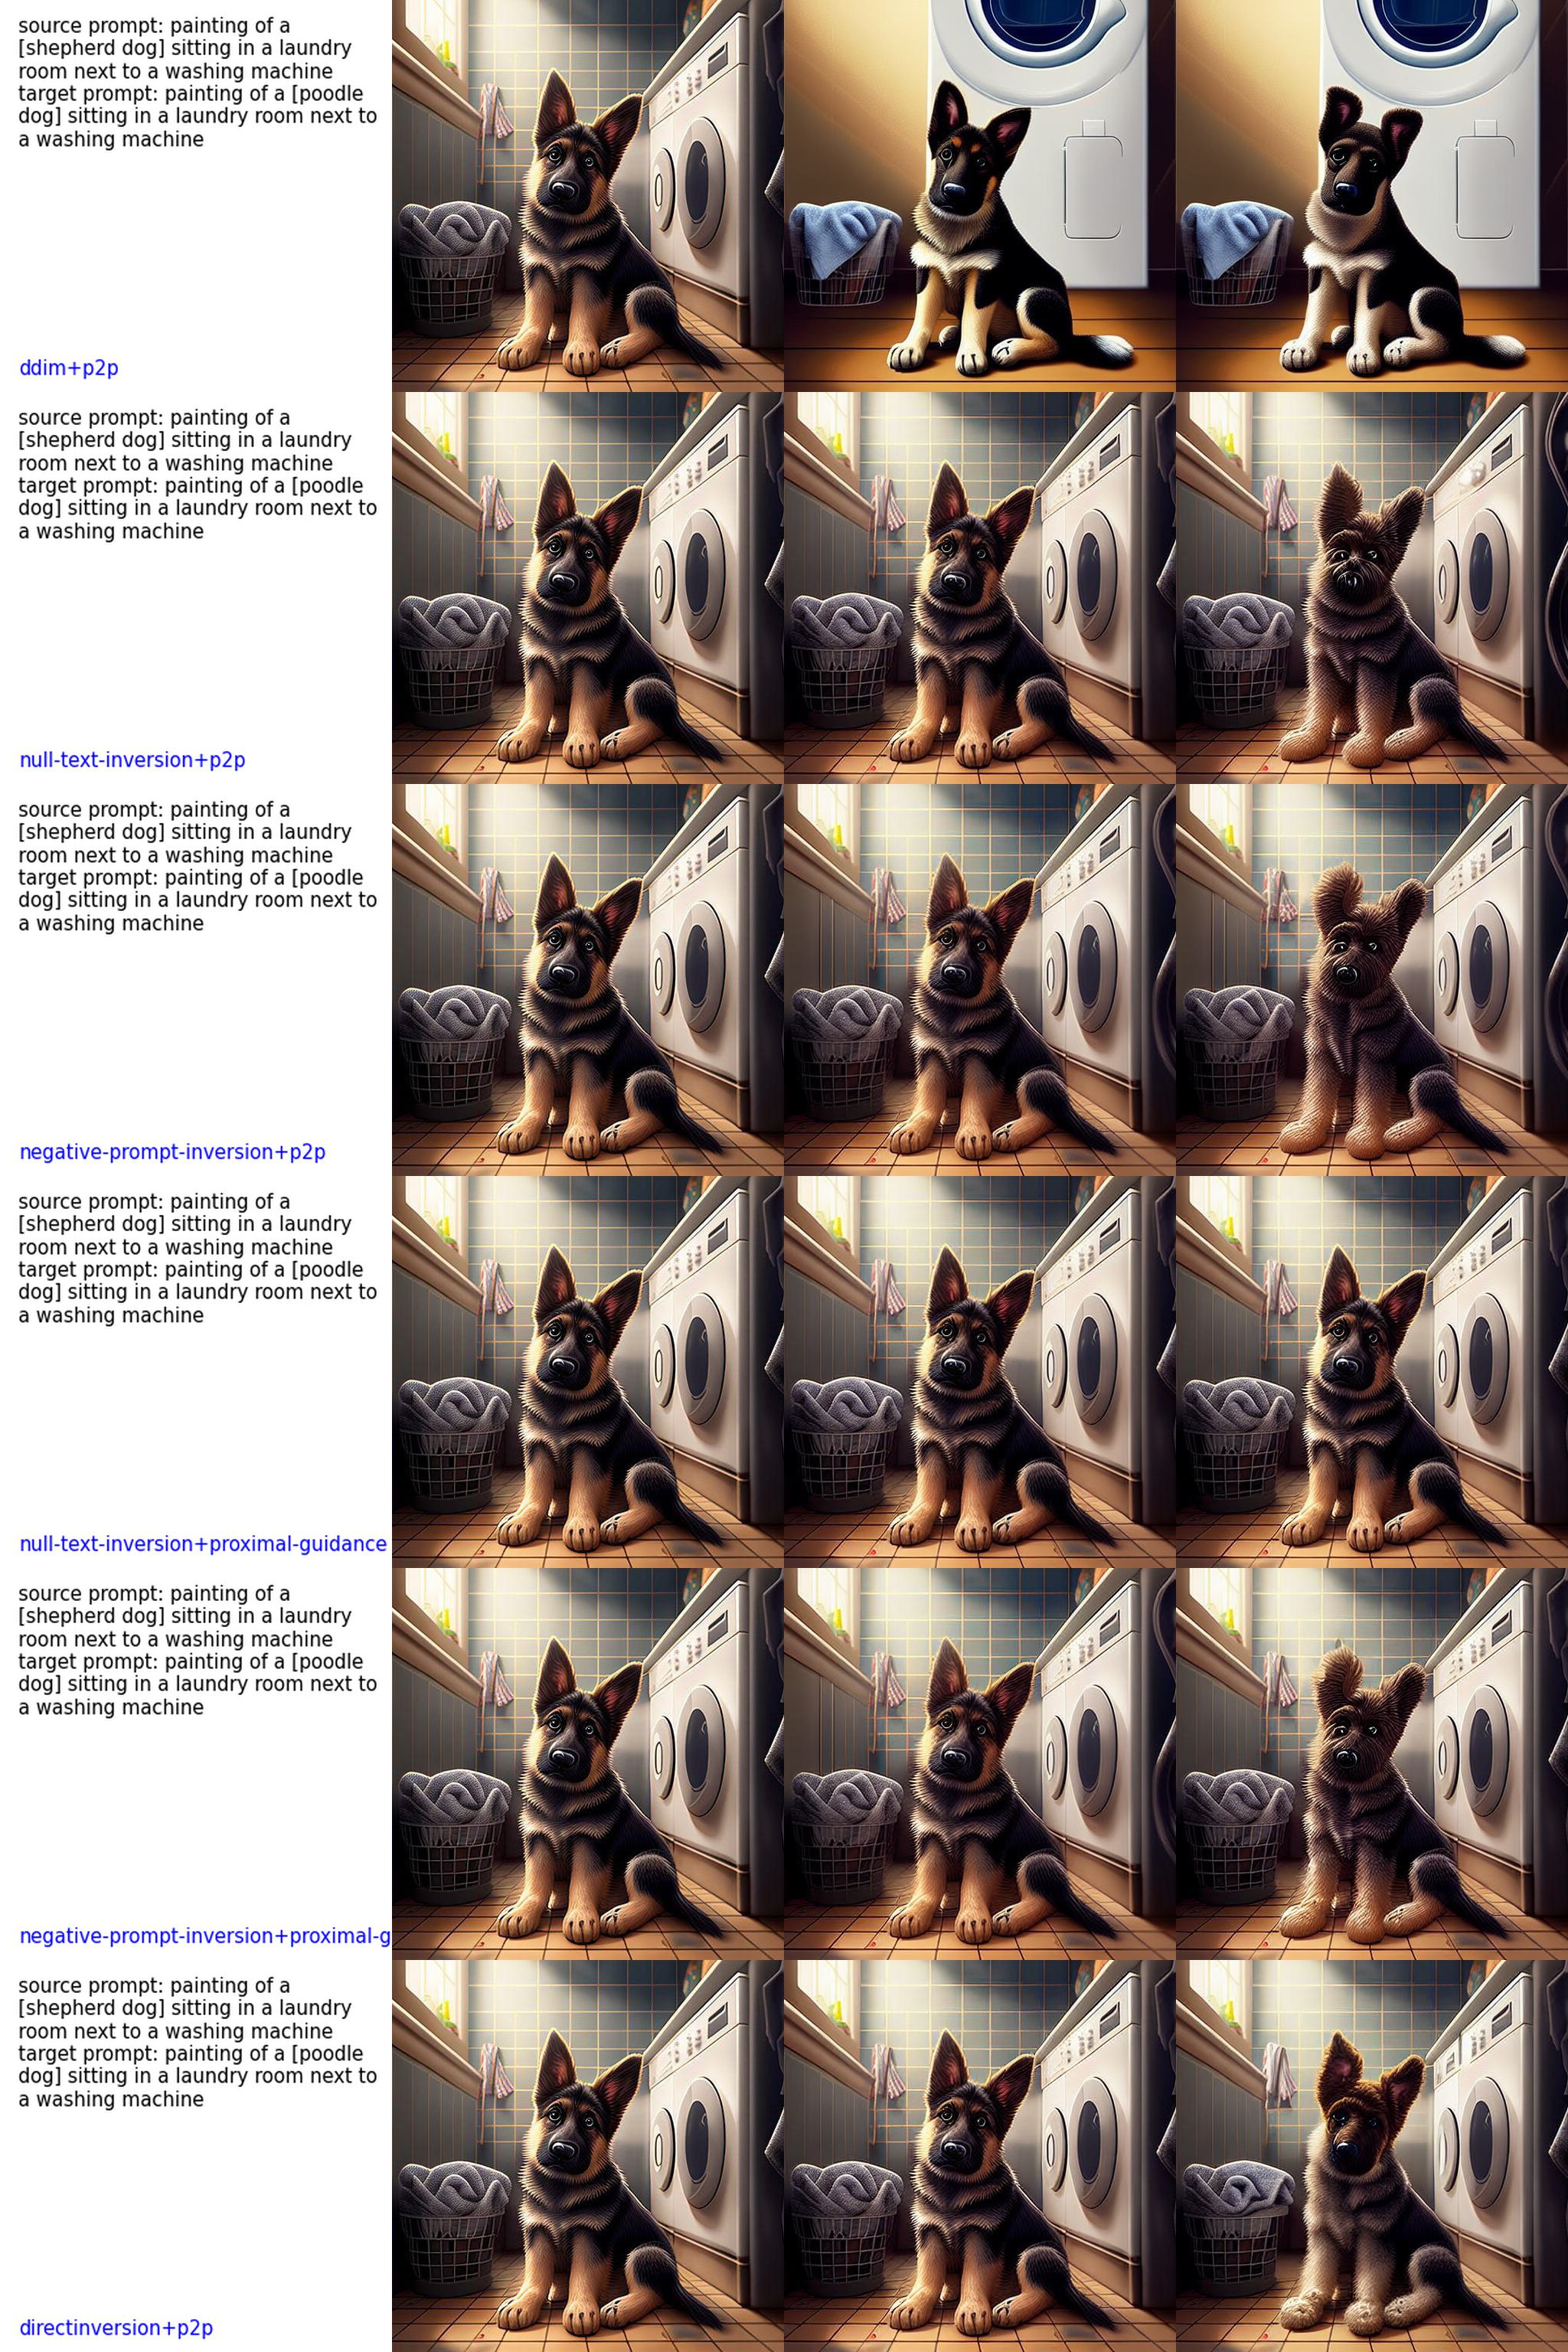 source prompt: painting of a
[shepherd dog] sitting in a laundry
room next to a washing machine
target prompt: painting of a [poodle
dog] sitting in a laundry room next to
a washing machine
ddim+p2p
source prompt: painting of a
[shepherd dog] sitting in a laundry
room next to a washing machine
target prompt: painting of a [poodle
dog] sitting in a laundry room next to
a washing machine
null-text-inversion+p2p
source prompt: painting of a
[shepherd dog] sitting in a laundry
room next to a washing machine
target prompt: painting of a [poodle
dog] sitting in a laundry room next to
a washing machine
negative-prompt-inversion+p2p
source prompt: painting of a
[shepherd dog] sitting in a laundry
room next to a washing machine
target prompt: painting of a [poodle
dog] sitting in a laundry room next to
a washing machine
null-text-inversion+proximal-guidance
source prompt: painting of a
[shepherd dog] sitting in a laundry
room next to a washing machine
target prompt: painting of a [poodle
dog] sitting in a laundry room next to
a washing machine
negative-prompt-inversion+proximal-g
source prompt: painting of a
[shepherd dog] sitting in a laundry
room next to a washing machine
target prompt: painting of a [poodle
dog] sitting in a laundry room next to
a washing machine
directinversion+p2p